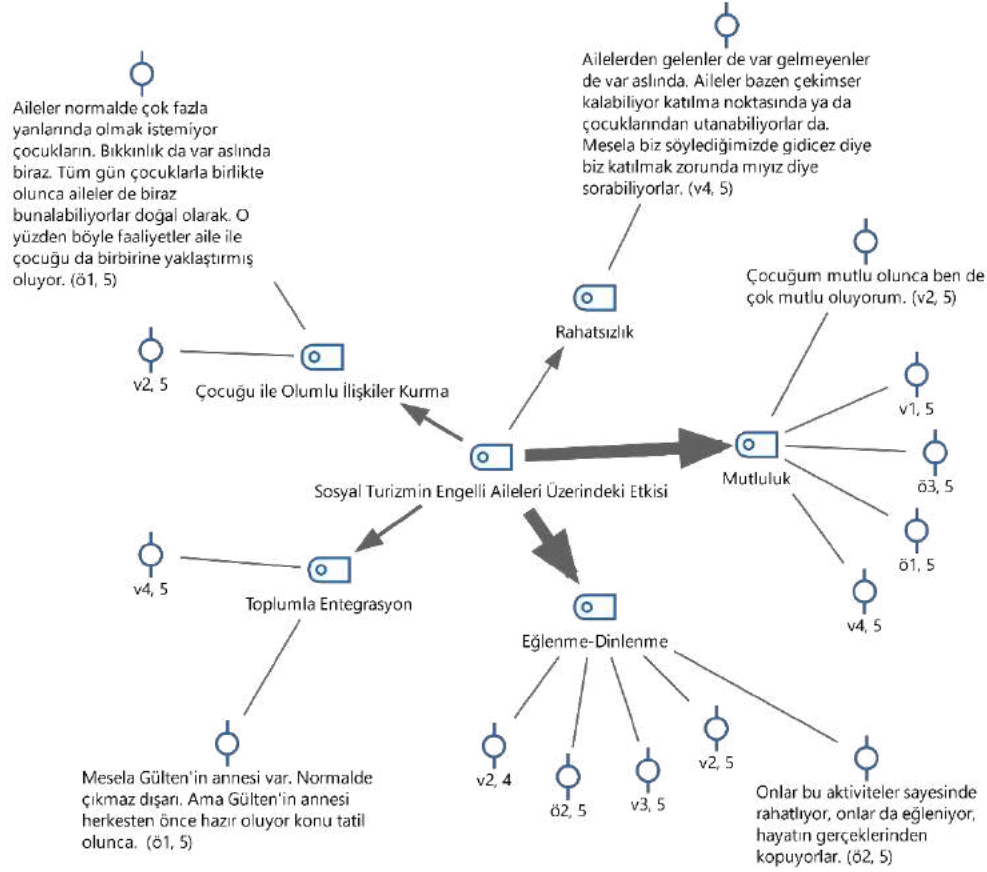 Ailelerden gelenler de var gelmeyenler
de var aslında. Aileler bazen çekimser
kalabiliyor katılma noktasında ya da
çocuklarından utanabiliyorlar da.
Mesela biz söylediğimizde gidicez diye
biz katılmak zorunda mıyız diye
sorabiliyorlar. (v4, 5)
Aileler normalde çok fazla
yanlarında olmak istemiyor
çocukların. Bıkkınlık da var aslında
biraz. Tüm gün çocuklarla birlikte
olunca aileler de biraz
bunalabiliyorlar doğal olarak. O
yüzden böyle faaliyetler aile ile
çocuğu da birbirine yaklaştırmış
oluyor. (ö1, 5)
Çocuğum mutlu olunca ben de
çok mutlu oluyorum. (v2, 5)
Rahatsızlık
v2, 5
Çocuğu ile Olumlu İlişkiler Kurma
v1, 5
Mutluluk
ö3, 5
Sosyal Turizmin Engelli Aileleri Üzerindeki Etkisi
ö1, 5
v4, 5
Toplumla Entegrasyon
v4, 5
Eğlenme-Dinlenme
v2, 4
ö2, 5
v3, 5
v2, 5
Mesela Gülten'in annesi var. Normalde
çıkmaz dışarı. Ama Gülten'in annesi
herkesten önce hazır oluyor konu tatil
olunca. (ö1, 5)
Onlar bu aktiviteler sayesinde
rahatlıyor, onlar da eğleniyor,
hayatın gerçeklerinden
kopuyorlar. (ö2, 5)